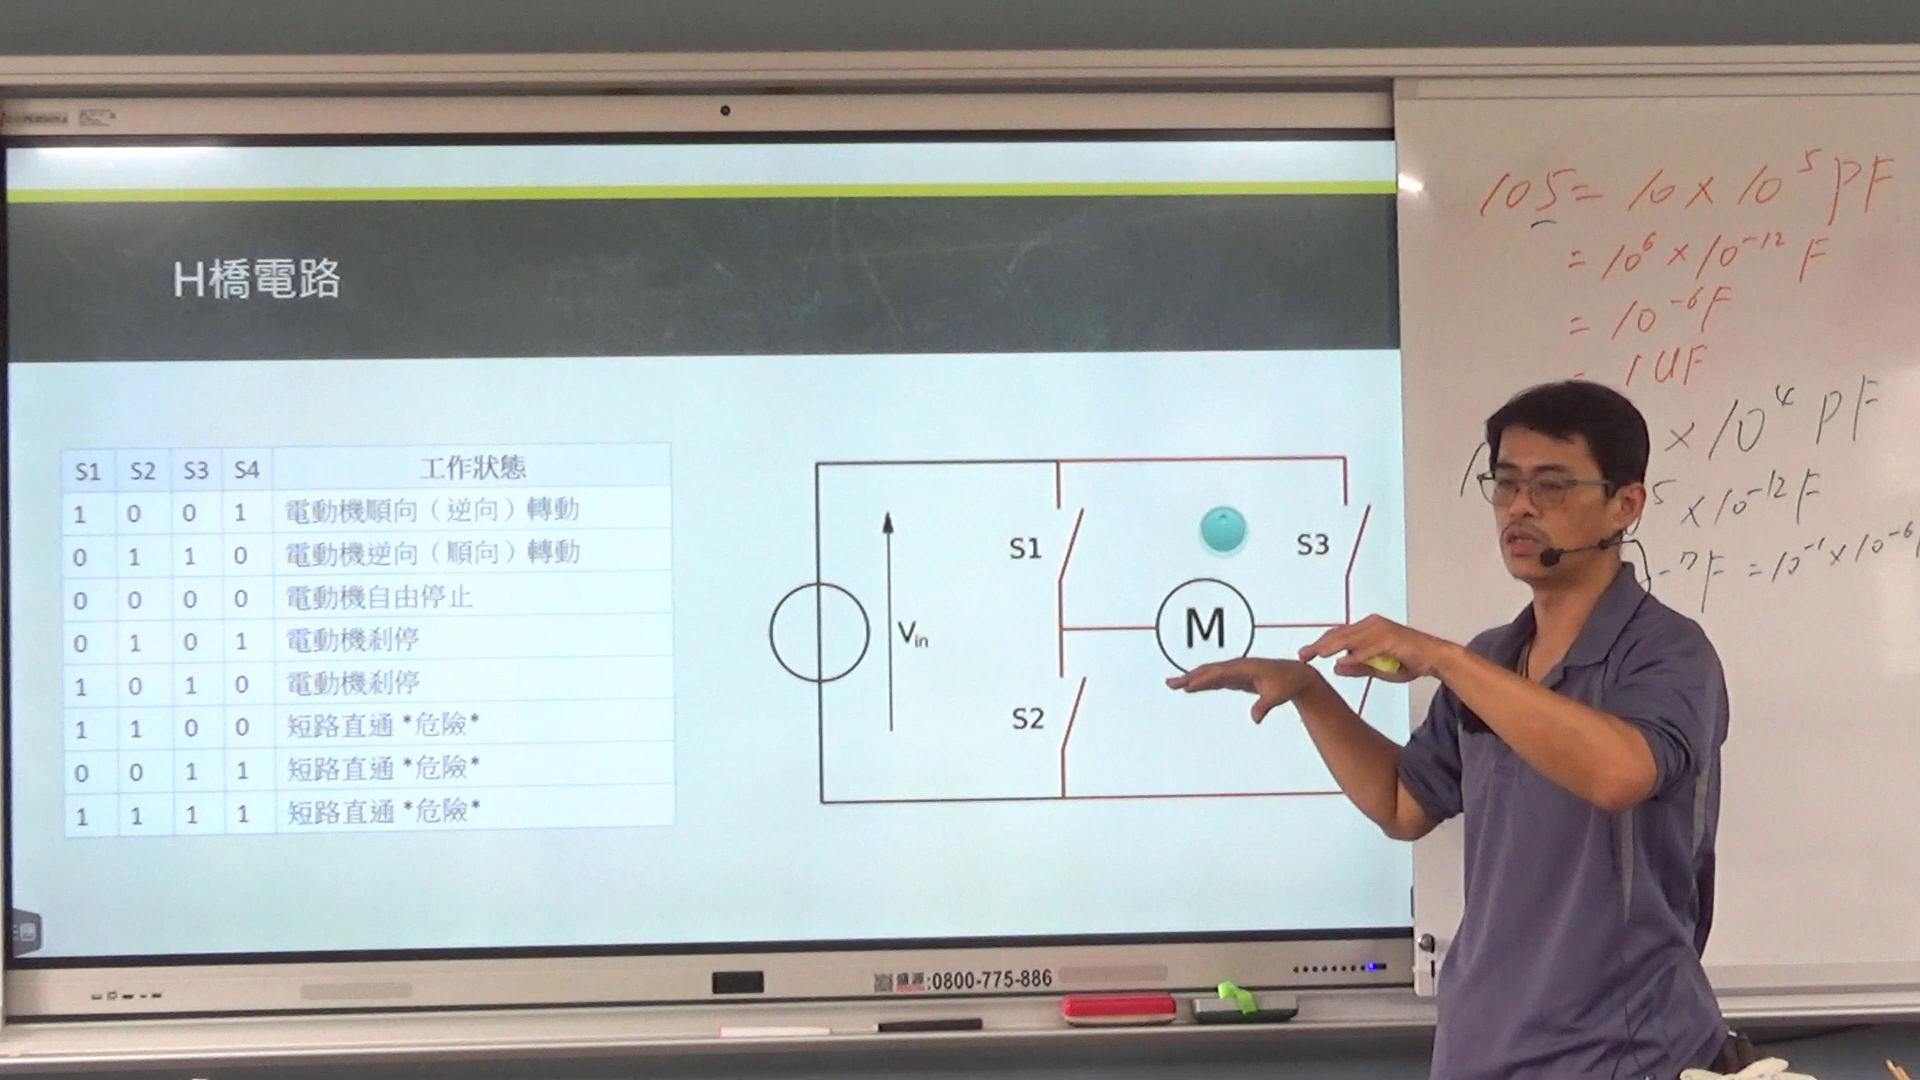 H橋電路
S1 S2 S3 S4 工作狀態
1 0 0 1 電動機順向（逆向）轉動
0 1 1 0 電動機逆向（順向）轉動
0 0 0 0 電動機自由停止
0 1 0 1 電動機剎停
1 0 1 0 電動機剎停
1 1 0 0 短路直通 *危險*
0 0 1 1 短路直通 *危險*
1 1 1 1 短路直通 *危險*
S1
S3
Vin
M
S2
:0800-775-886
105 = 10 × 10⁵ PF
= 10⁶ × 10⁻¹² F
= 10⁻⁶ F
1 UF
× 10⁴ PF
⁵ × 10⁻¹² F
⁻⁷F = 10⁻¹ × 10⁻⁶